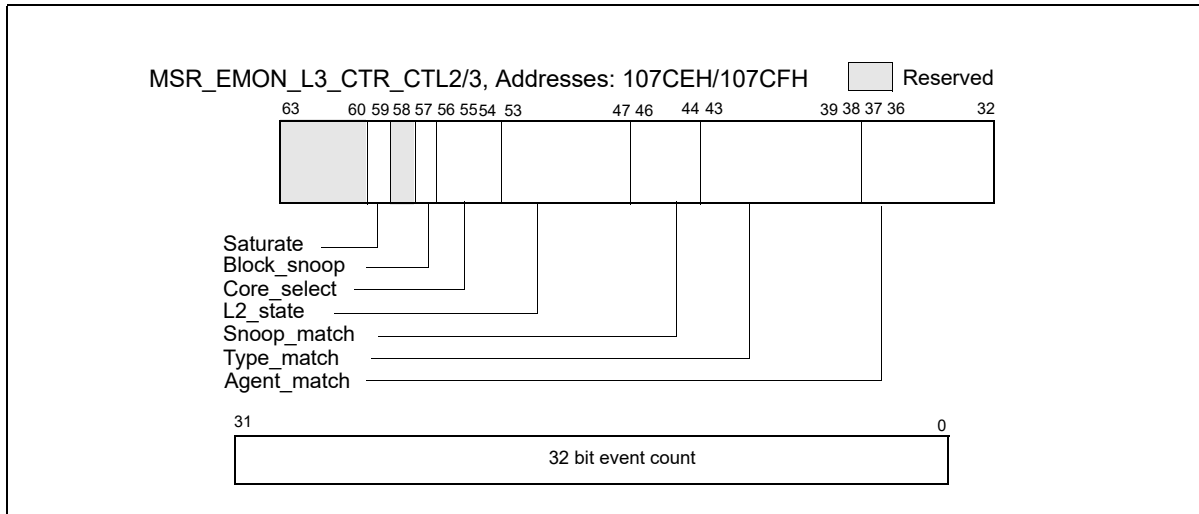 MSR_EMON_L3_CTR_CTL2/3, Addresses: 107CEH/107CFH Reserved
63 60 59 58 57 56 55 54 53 47 46 44 43 39 38 37 36 32
Saturate
Block_snoop
Core_select
L2_state
Snoop_match
Type_match
Agent_match
31 0
32 bit event count